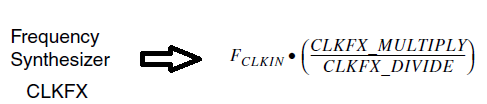 Frequency
Synthesizer
CLKFX
F_CLKIN • (CLKFX_MULTIPLY / CLKFX_DIVIDE)